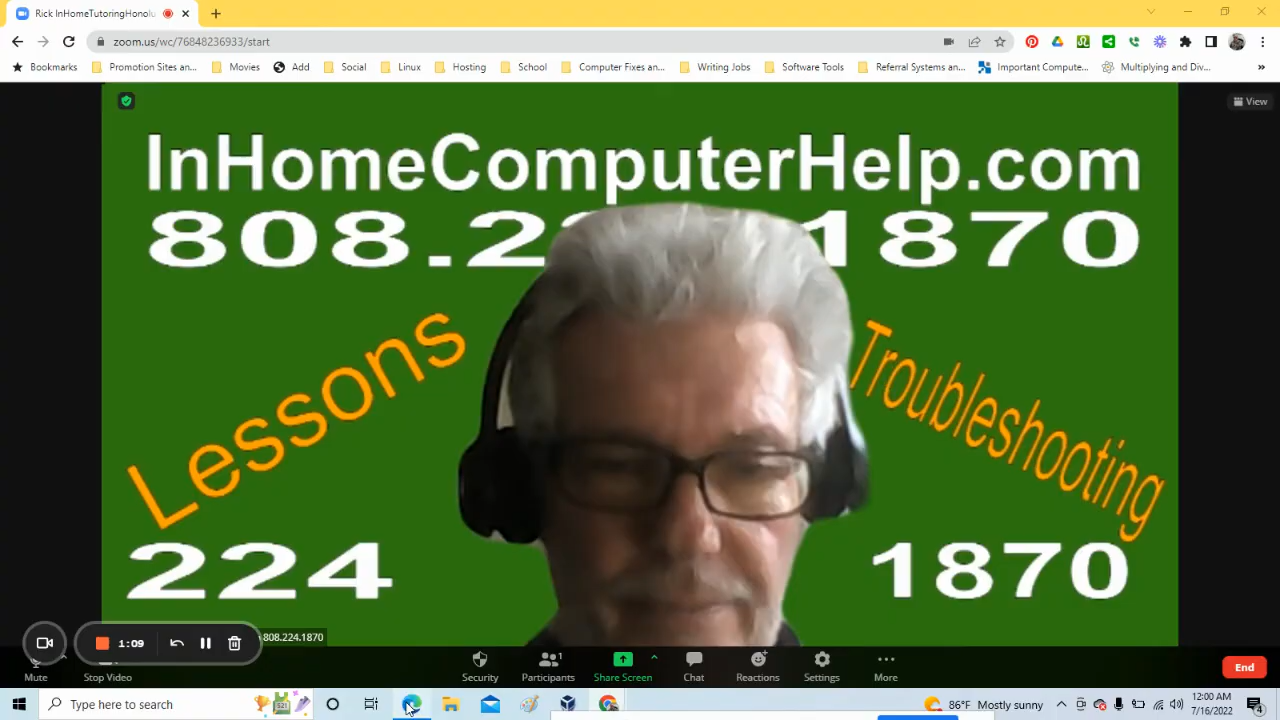 Rick InHomeTutoringHonolu
zoom.us/wc/76848236933/start
Bookmarks
Promotion Sites an...
Movies
Add
Social
Linux
Hosting
School
Computer Fixes an...
Writing Jobs
Software Tools
Referral Systems an...
Important Compute...
Multiplying and Div...
»
View
InHomeComputerHelp.com
808.2 1870
Lessons
Troubleshooting
224
1870
1:09
808.224.1870
Mute
Stop Video
Security
1
Participants
Share Screen
Chat
Reactions
Settings
More
End
Type here to search
86°F Mostly sunny
12:00 AM
7/16/2022
4